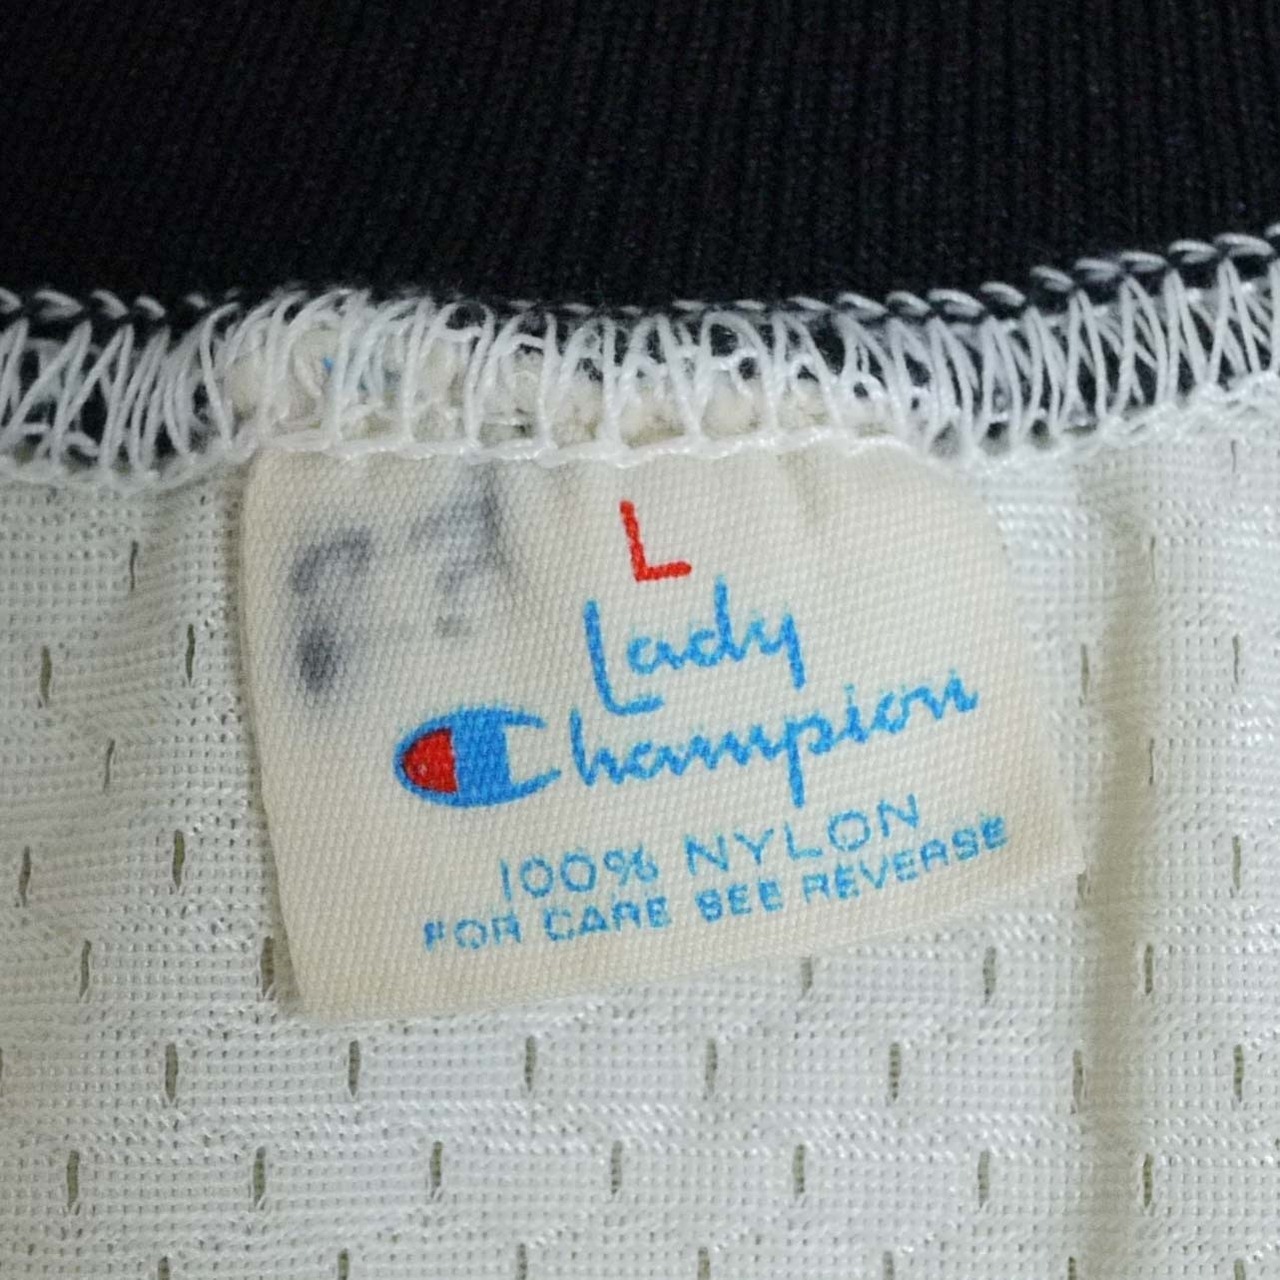 L
Lady
Champion
100% NYLON
FOR CARE SEE REVERSE